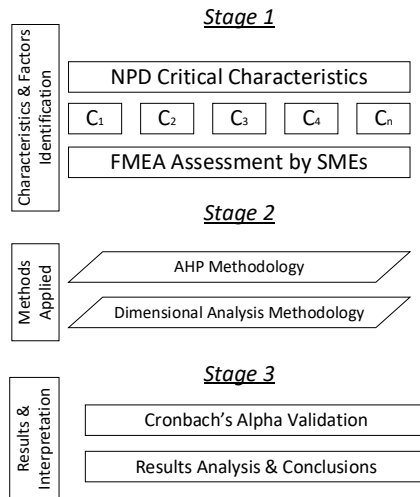 Stage 1
Characteristics & Factors
Identification
NPD Critical Characteristics
C1 C2 C3 C4 Cn
FMEA Assessment by SMEs
Stage 2
Methods
Applied
AHP Methodology
Dimensional Analysis Methodology
Stage 3
Results &
Interpretation
Cronbach’s Alpha Validation
Results Analysis & Conclusions